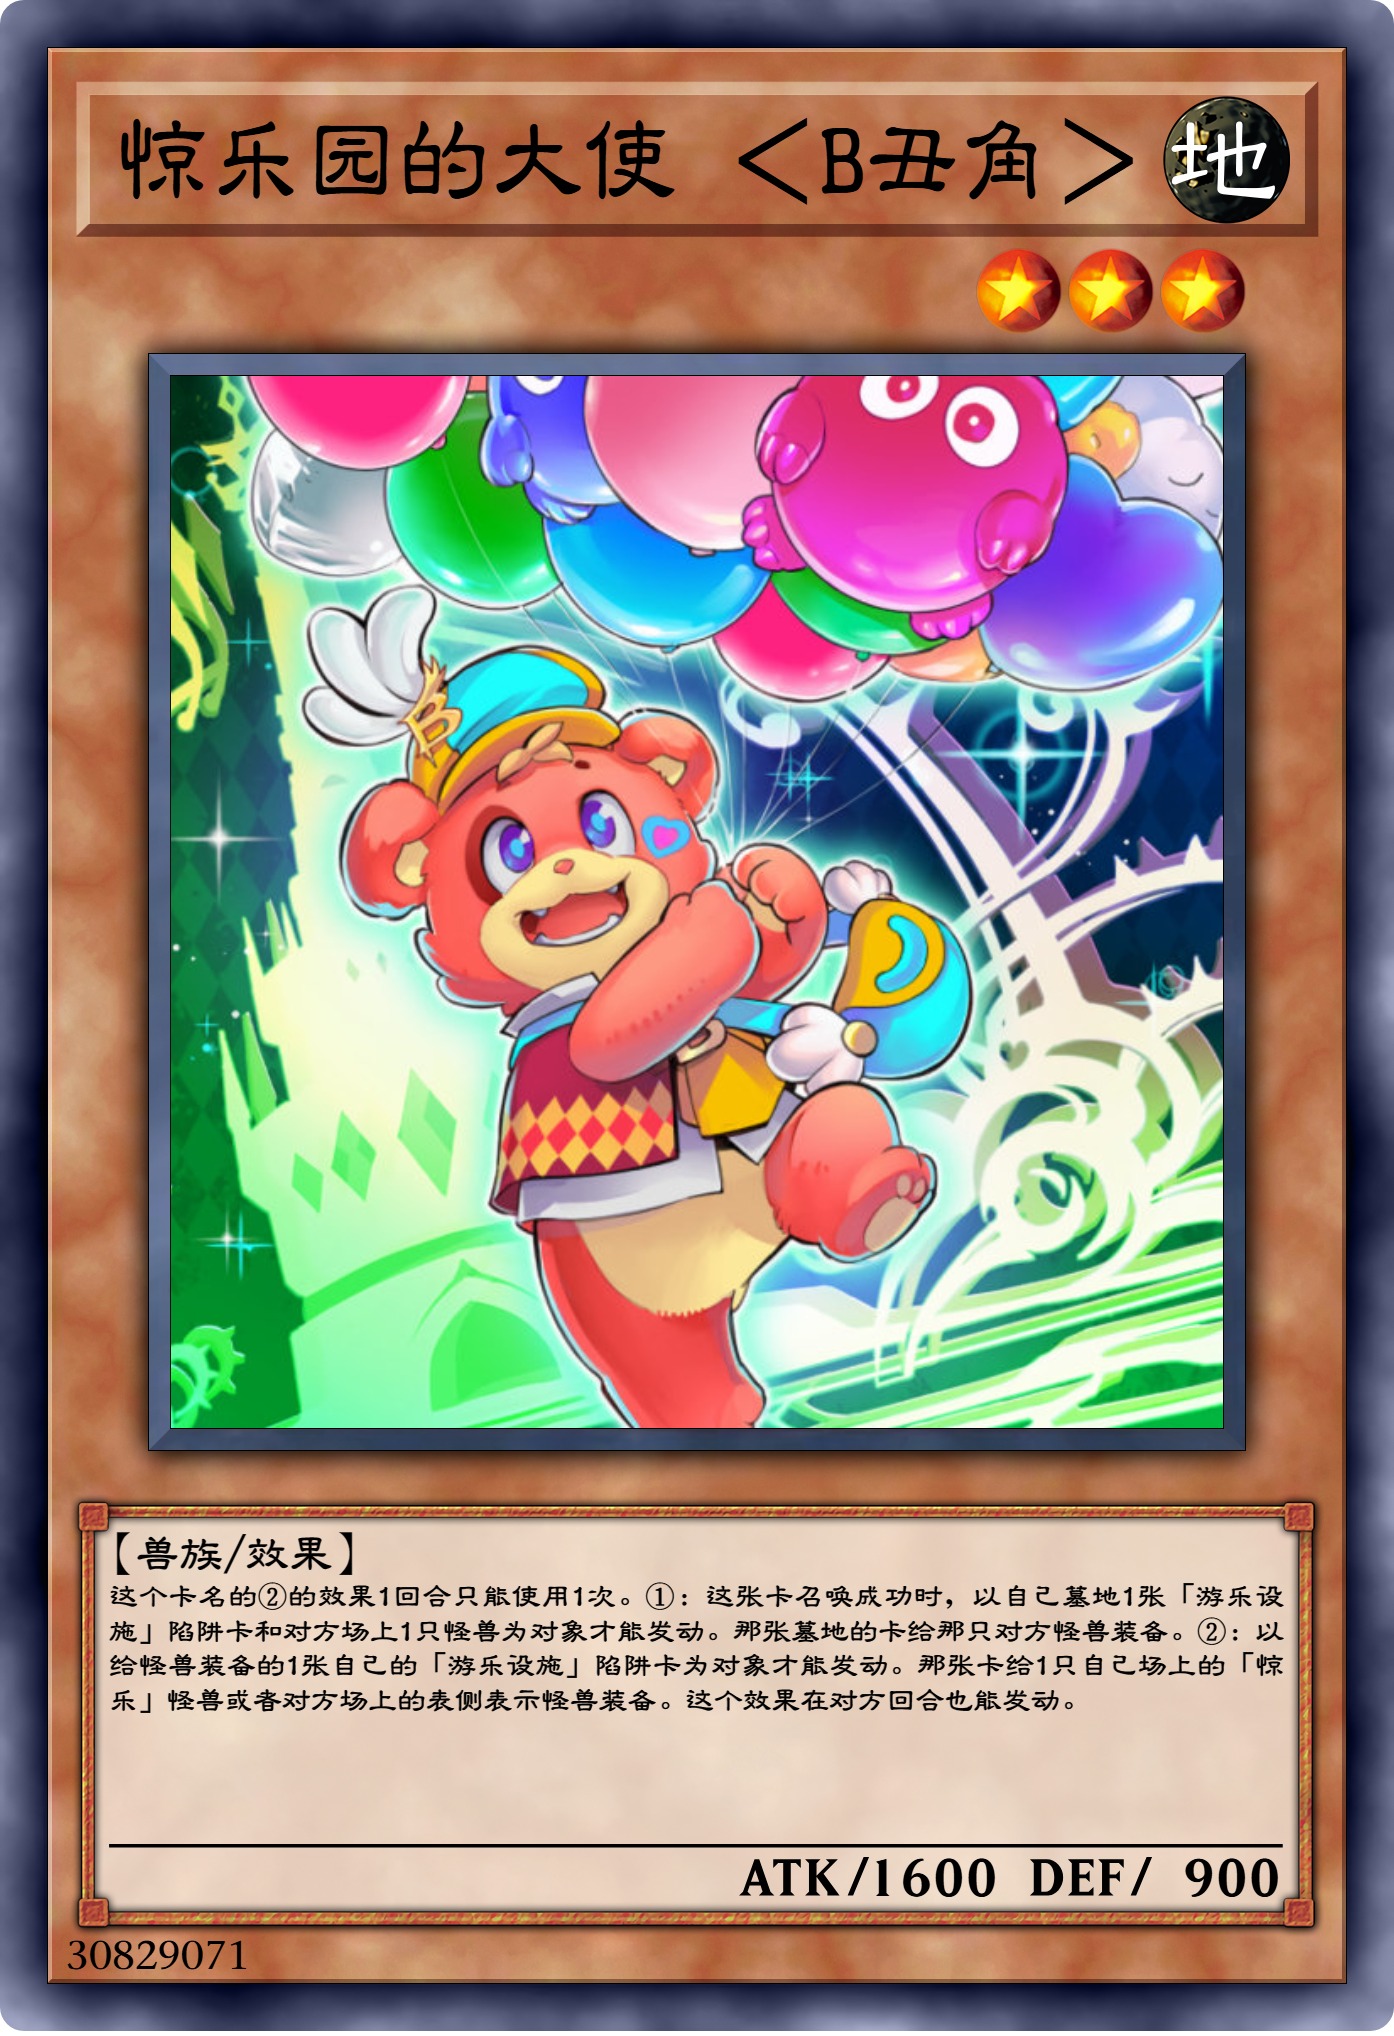 惊乐园的大使 ＜B丑角＞ 地
B
【兽族/效果】
这个卡名的②的效果1回合只能使用1次。①：这张卡召唤成功时，以自己墓地1张「游乐设
施」陷阱卡和对方场上1只怪兽为对象才能发动。那张墓地的卡给那只对方怪兽装备。②：以
给怪兽装备的1张自己的「游乐设施」陷阱卡为对象才能发动。那张卡给1只自己场上的「惊
乐」怪兽或者对方场上的表侧表示怪兽装备。这个效果在对方回合也能发动。
ATK/1600 DEF/ 900
30829071